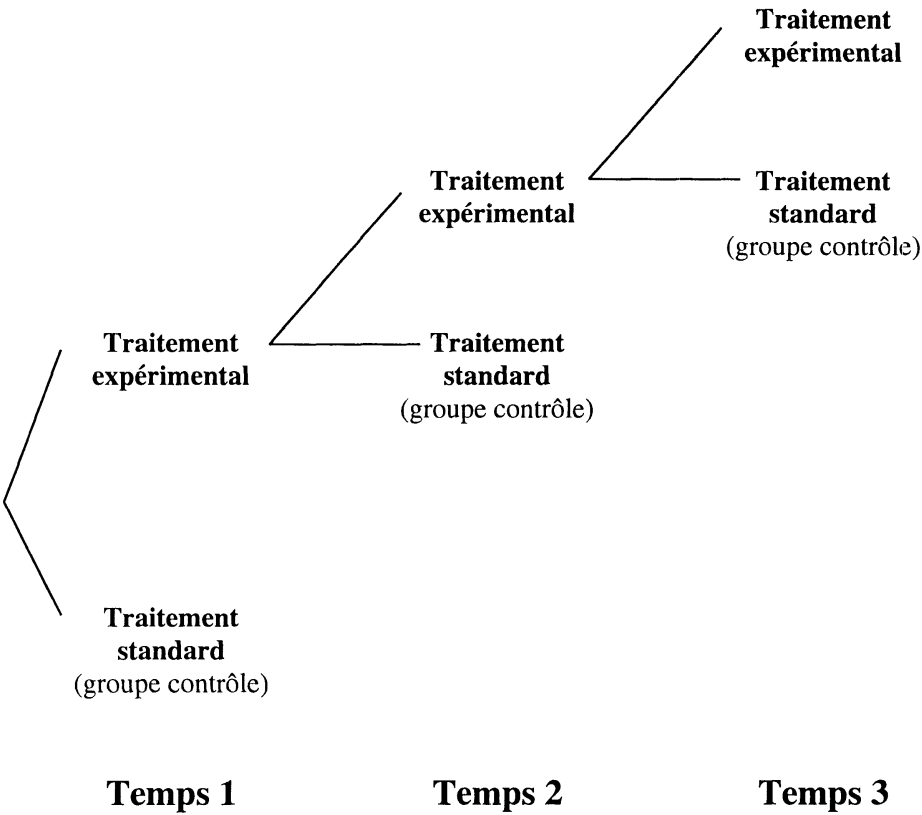 Traitement
expérimental
Traitement
expérimental
Traitement
standard
(groupe contrôle)
Traitement
expérimental
Traitement
standard
(groupe contrôle)
Traitement
standard
(groupe contrôle)
Temps 1
Temps 2
Temps 3